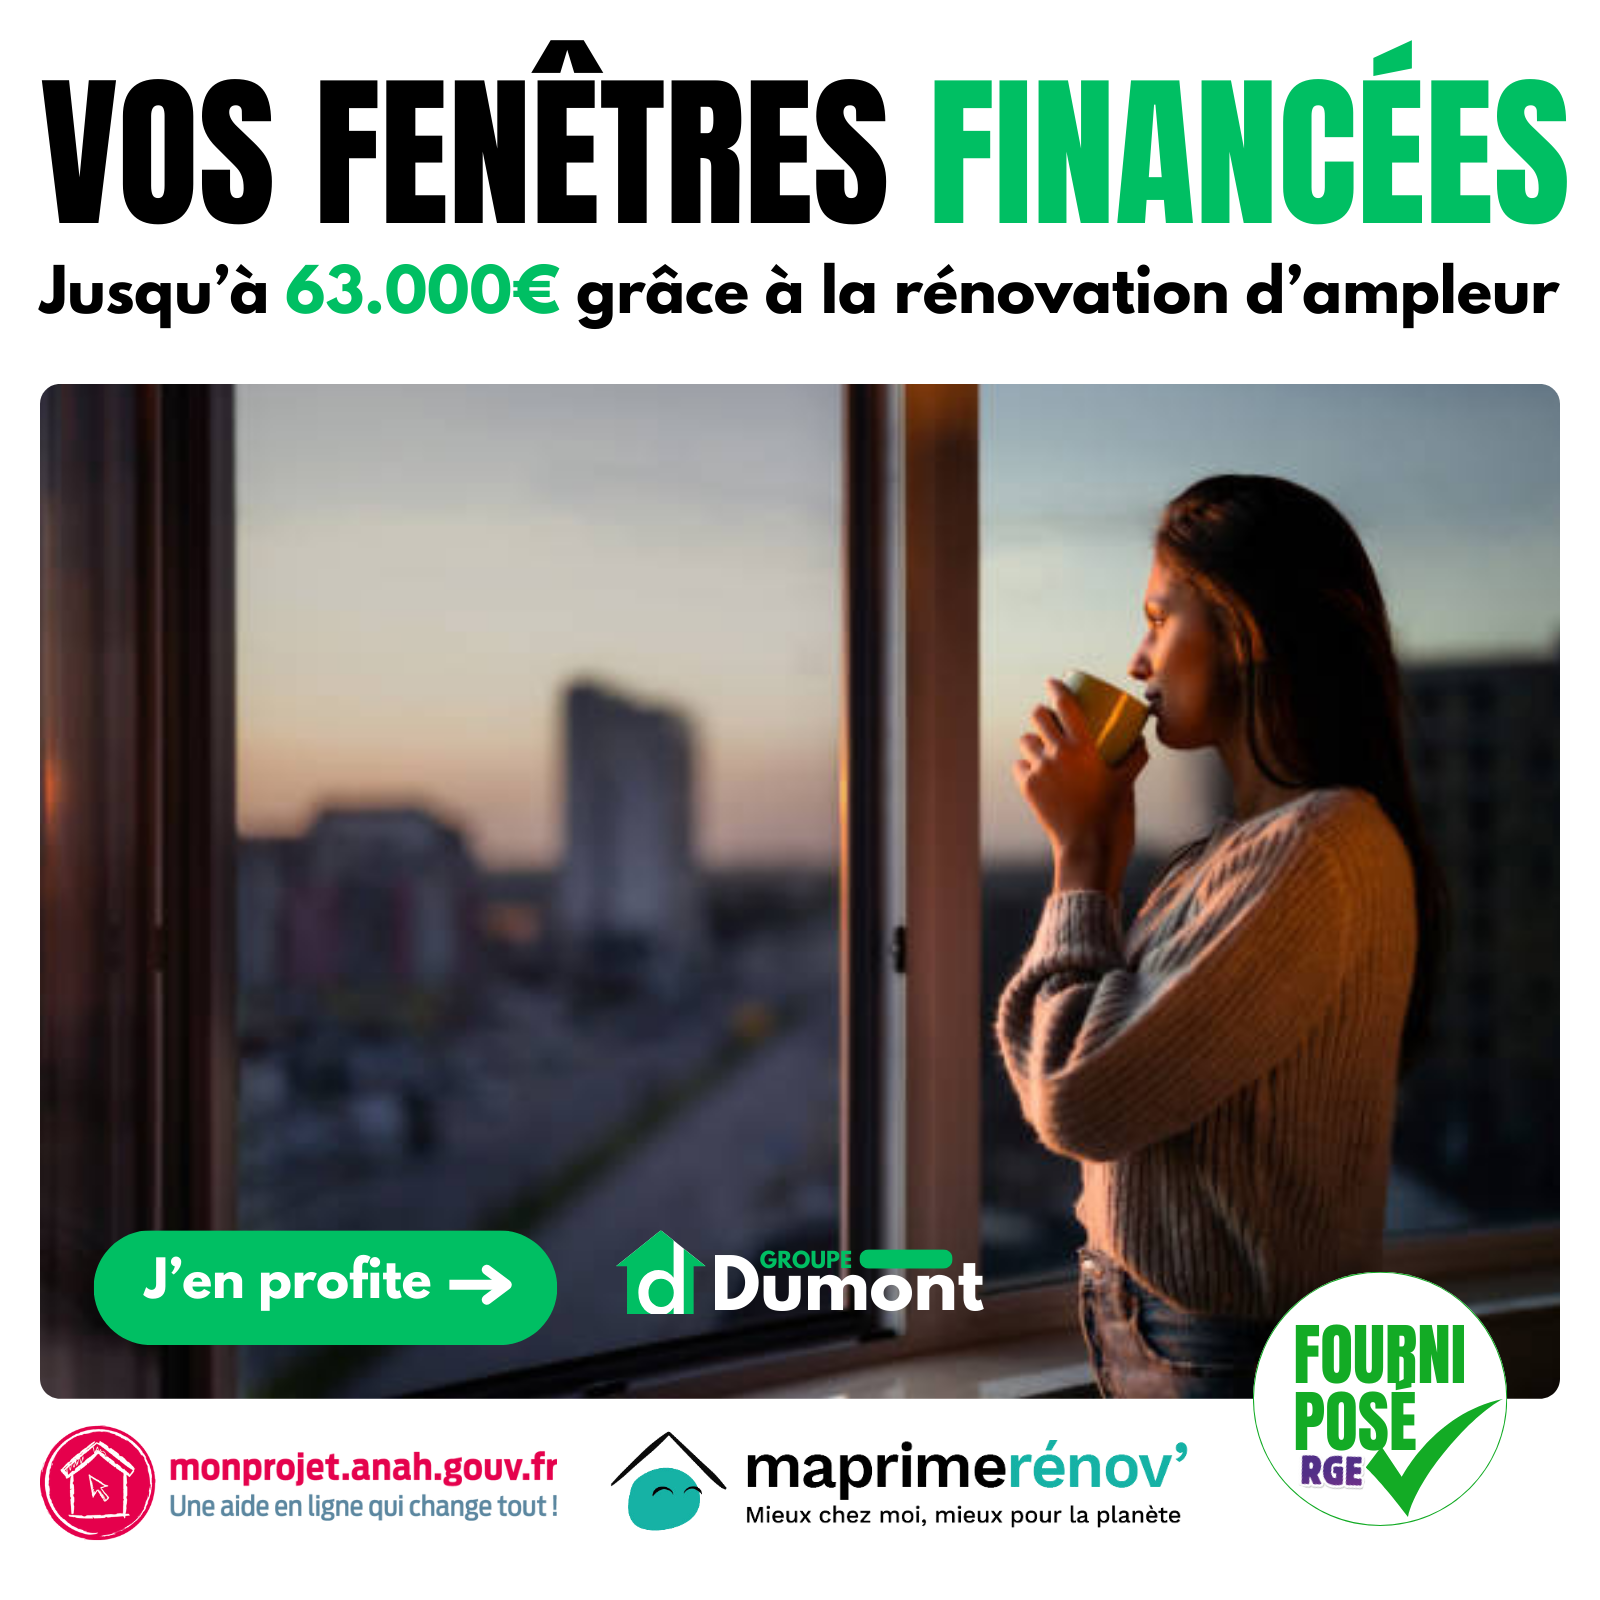 VOS FENÊTRES FINANCÉES
Jusqu’à 63.000€ grâce à la rénovation d’ampleur
J’en profite
d
GROUPE
Dumont
FOURNI
POSÉ
RGE
monprojet.anah.gouv.fr
Une aide en ligne qui change tout !
maprimerénov’
Mieux chez moi, mieux pour la planète